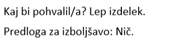 Kaj bi pohvalil/a? Lep izdelek.
Predloga za izboljšavo: Nič.